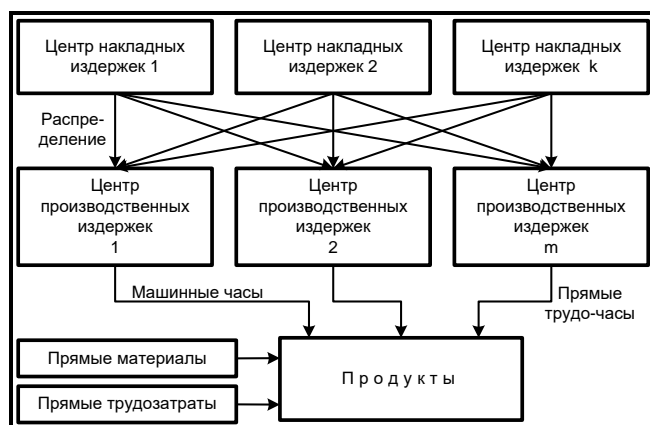 Центр накладных
издержек 1
Центр накладных
издержек 2
Центр накладных
издержек k
Распре-
деление
Центр
производственных
издержек
1
Центр
производственных
издержек
2
Центр
производственных
издержек
m
Машинные часы
Прямые
трудо-часы
Прямые материалы
Прямые трудозатраты
П р о д у к т ы